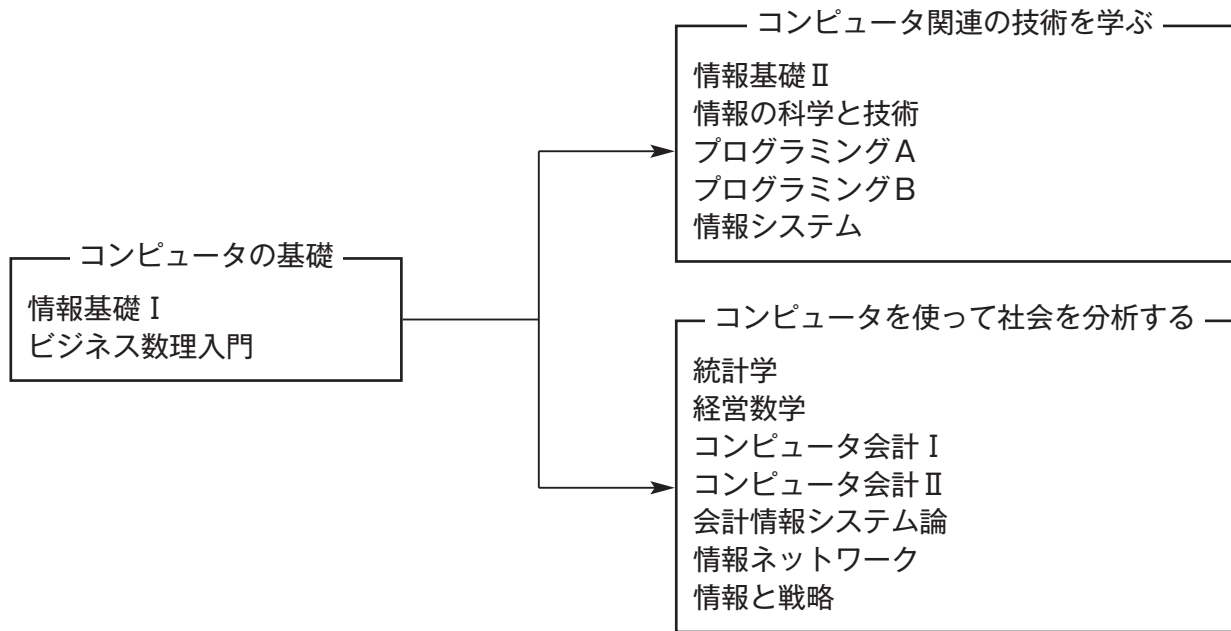 コンピュータの基礎
情報基礎Ⅰ
ビジネス数理入門
コンピュータ関連の技術を学ぶ
情報基礎Ⅱ
情報の科学と技術
プログラミングA
プログラミングB
情報システム
コンピュータを使って社会を分析する
統計学
経営数学
コンピュータ会計Ⅰ
コンピュータ会計Ⅱ
会計情報システム論
情報ネットワーク
情報と戦略